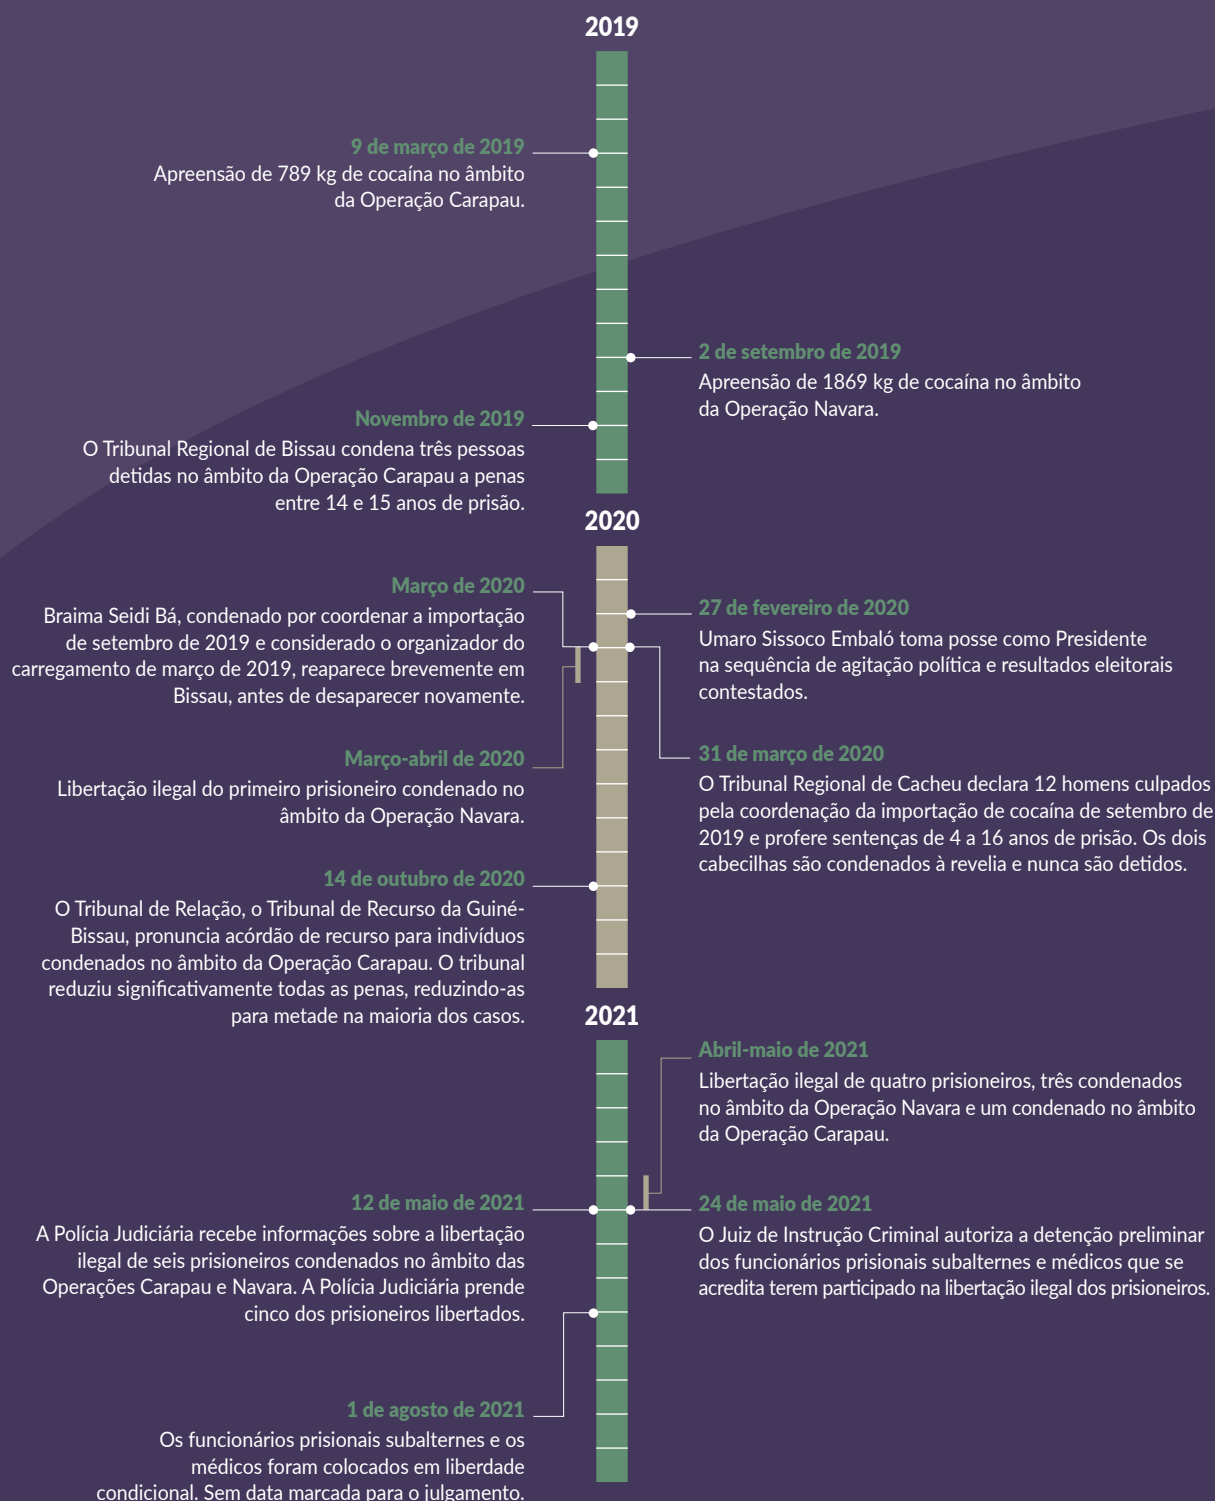 2019
9 de março de 2019
Apreensão de 789 kg de cocaína no âmbito
da Operação Carapau.
2 de setembro de 2019
Apreensão de 1869 kg de cocaína no âmbito
da Operação Navara.
Novembro de 2019
O Tribunal Regional de Bissau condena três pessoas
detidas no âmbito da Operação Carapau a penas
entre 14 e 15 anos de prisão.
2020
27 de fevereiro de 2020
Umaro Sissoco Embaló toma posse como Presidente
na sequência de agitação política e resultados eleitorais
contestados.
Março de 2020
Braima Seidi Bá, condenado por coordenar a importação
de setembro de 2019 e considerado o organizador do
carregamento de março de 2019, reaparece brevemente em
Bissau, antes de desaparecer novamente.
31 de março de 2020
O Tribunal Regional de Cacheu declara 12 homens culpados
pela coordenação da importação de cocaína de setembro de
2019 e profere sentenças de 4 a 16 anos de prisão. Os dois
cabecilhas são condenados à revelia e nunca são detidos.
Março-abril de 2020
Libertação ilegal do primeiro prisioneiro condenado no
âmbito da Operação Navara.
14 de outubro de 2020
O Tribunal de Relação, o Tribunal de Recurso da Guiné-
Bissau, pronuncia acórdão de recurso para indivíduos
condenados no âmbito da Operação Carapau. O tribunal
reduziu significativamente todas as penas, reduzindo-as
para metade na maioria dos casos.
2021
Abril-maio de 2021
Libertação ilegal de quatro prisioneiros, três condenados
no âmbito da Operação Navara e um condenado no âmbito
da Operação Carapau.
12 de maio de 2021
A Polícia Judiciária recebe informações sobre a libertação
ilegal de seis prisioneiros condenados no âmbito das
Operações Carapau e Navara. A Polícia Judiciária prende
cinco dos prisioneiros libertados.
24 de maio de 2021
O Juiz de Instrução Criminal autoriza a detenção preliminar
dos funcionários prisionais subalternes e médicos que se
acredita terem participado na libertação ilegal dos prisioneiros.
1 de agosto de 2021
Os funcionários prisionais subalternes e os
médicos foram colocados em liberdade
condicional. Sem data marcada para o julgamento.